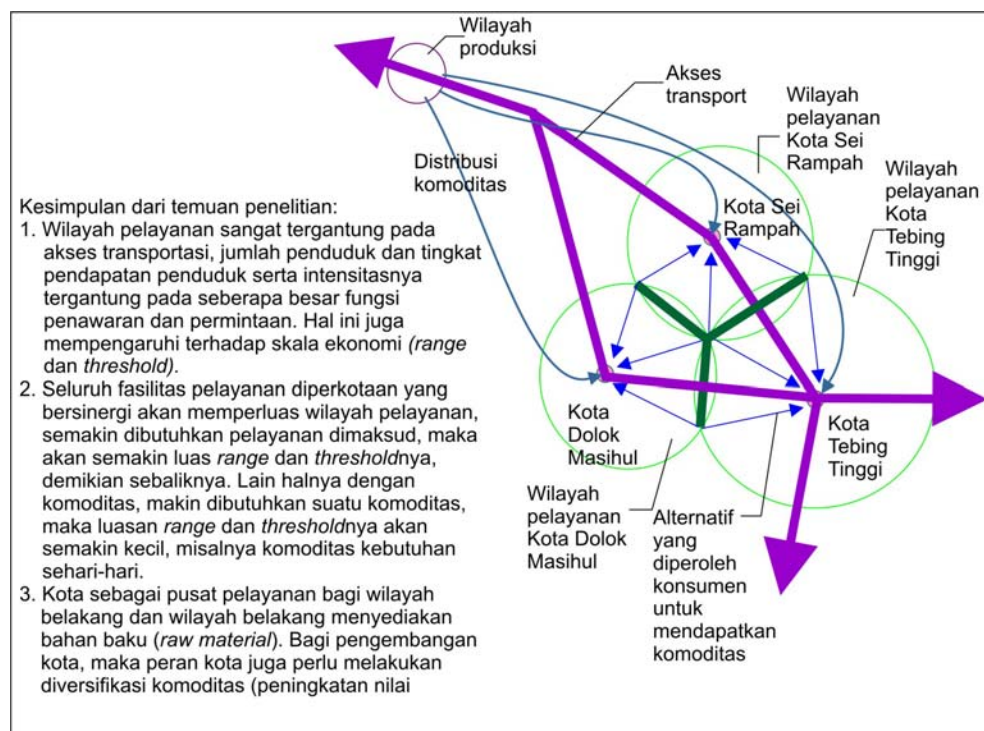 Wilayah
produksi
Akses
transport
Wilayah
pelayanan
Kota Sei
Rampah
Wilayah
pelayanan
Kota
Tebing
Tinggi
Distribusi
komoditas
Kota Sei
Rampah
Kesimpulan dari temuan penelitian:
1. Wilayah pelayanan sangat tergantung pada
akses transportasi, jumlah penduduk dan tingkat
pendapatan penduduk serta intensitasnya
tergantung pada seberapa besar fungsi
penawaran dan permintaan. Hal ini juga
mempengaruhi terhadap skala ekonomi (range
dan threshold).
2. Seluruh fasilitas pelayanan diperkotaan yang
bersinergi akan memperluas wilayah pelayanan,
semakin dibutuhkan pelayanan dimaksud, maka
akan semakin luas range dan thresholdnya,
demikian sebaliknya. Lain halnya dengan
komoditas, makin dibutuhkan suatu komoditas,
maka luasan range dan thresholdnya akan
semakin kecil, misalnya komoditas kebutuhan
sehari-hari.
3. Kota sebagai pusat pelayanan bagi wilayah
belakang dan wilayah belakang menyediakan
bahan baku (raw material). Bagi pengembangan
kota, maka peran kota juga perlu melakukan
diversifikasi komoditas (peningkatan nilai
Kota
Dolok
Masihul
Kota
Tebing
Tinggi
Wilayah
pelayanan
Kota Dolok
Masihul
Alternatif
yang
diperoleh
konsumen
untuk
mendapatkan
komoditas